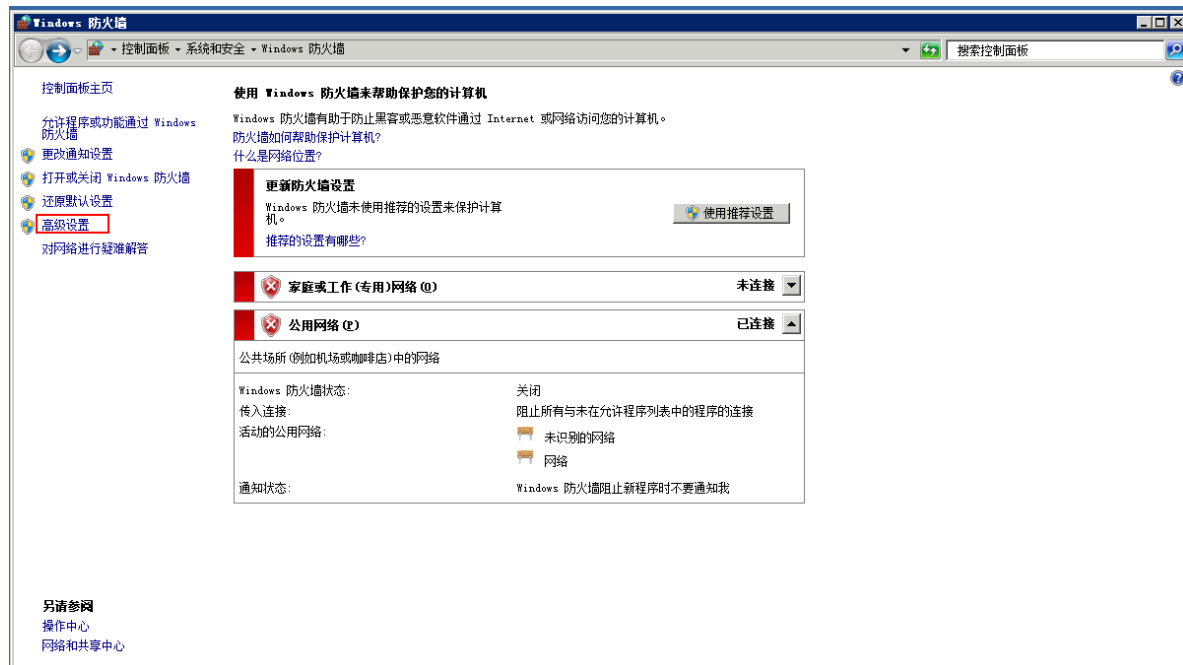 Windows 防火墙
控制面板 系统和安全 Windows 防火墙
搜索控制面板
控制面板主页
允许程序或功能通过 Windows
防火墙
更改通知设置
打开或关闭 Windows 防火墙
还原默认设置
高级设置
对网络进行疑难解答
使用 Windows 防火墙来帮助保护您的计算机
Windows 防火墙有助于防止黑客或恶意软件通过 Internet 或网络访问您的计算机。
防火墙如何帮助保护计算机?
什么是网络位置?
更新防火墙设置
Windows 防火墙未使用推荐的设置来保护计算
机。
使用推荐设置
推荐的设置有哪些?
家庭或工作(专用)网络(O) 未连接
公用网络(P) 已连接
公共场所(例如机场或咖啡店)中的网络
Windows 防火墙状态: 关闭
传入连接: 阻止所有与未在允许程序列表中的程序的连接
活动的公用网络: 未识别的网络
网络
通知状态: Windows 防火墙阻止新程序时不要通知我
另请参阅
操作中心
网络和共享中心